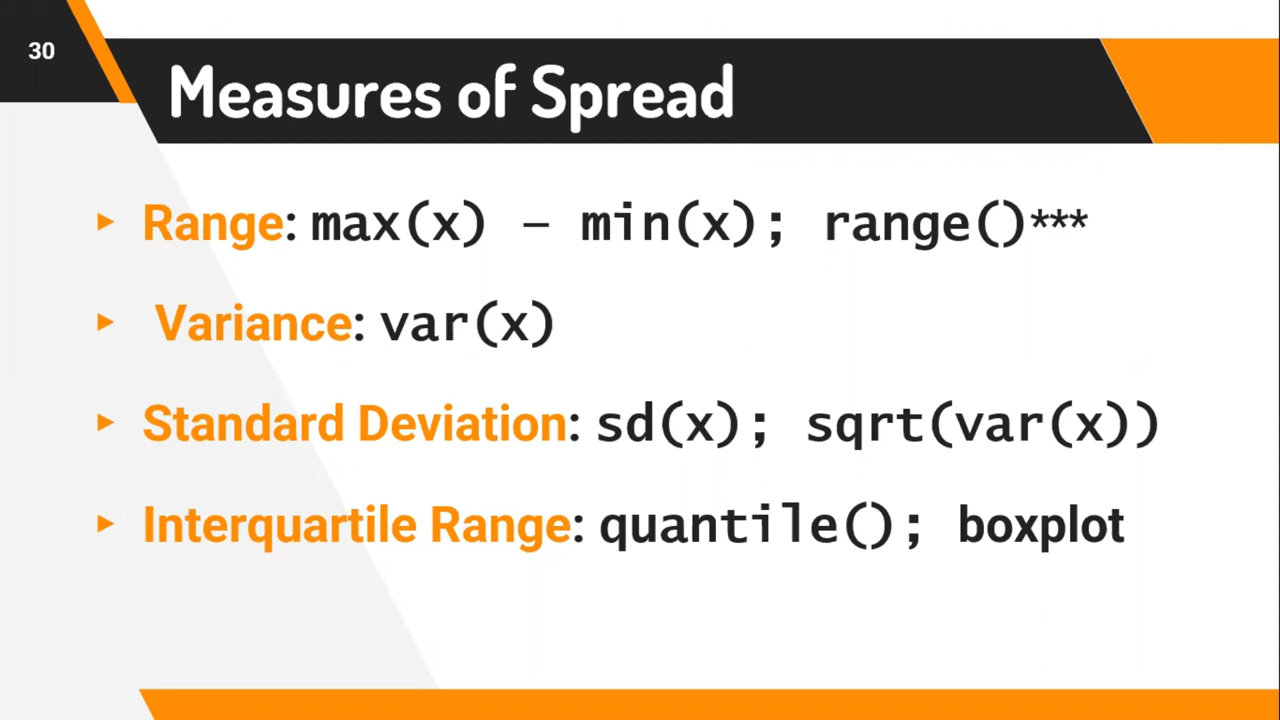 30
Measures of Spread
▸ Range: max(x) – min(x); range()***
▸ Variance: var(x)
▸ Standard Deviation: sd(x); sqrt(var(x))
▸ Interquartile Range: quantile(); boxplot